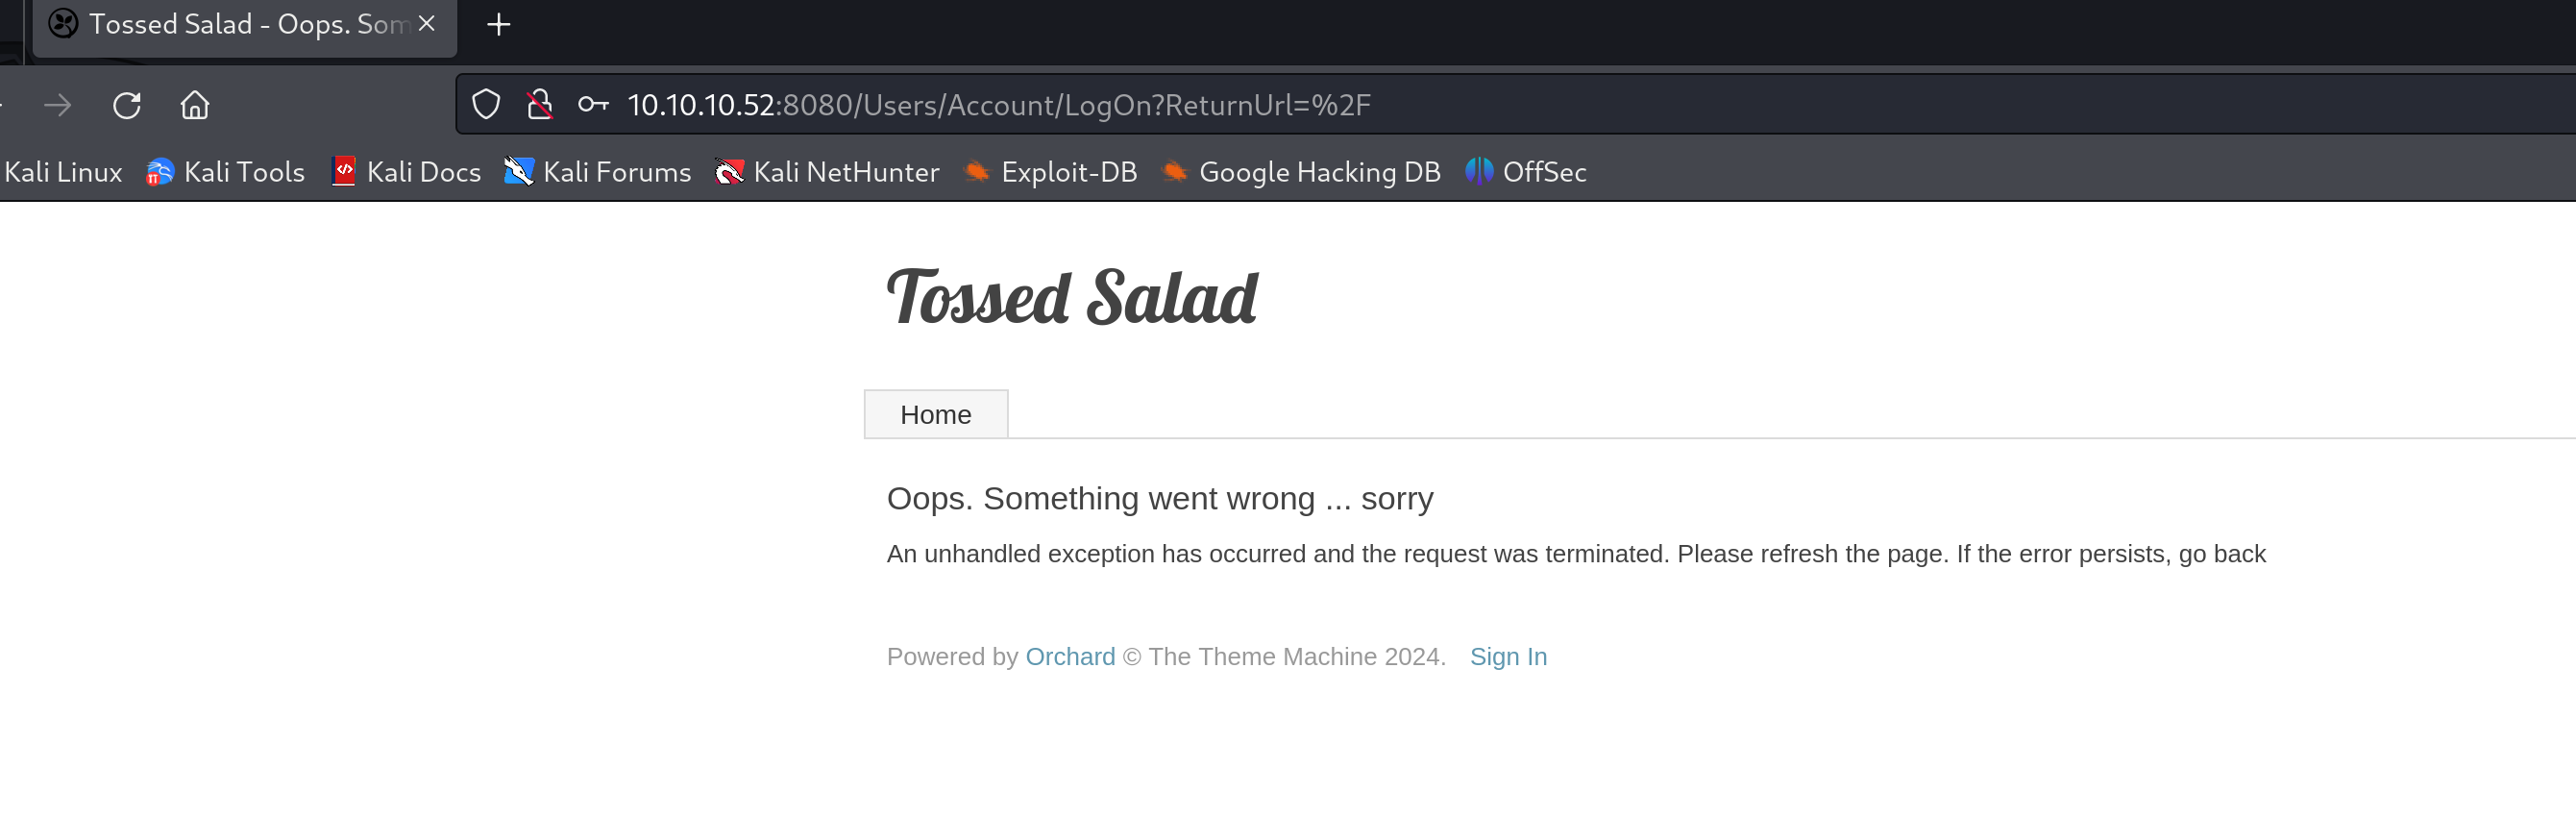 Tossed Salad - Oops. Som
10.10.10.52:8080/Users/Account/LogOn?ReturnUrl=%2F
Kali Linux Kali Tools Kali Docs Kali Forums Kali NetHunter Exploit-DB Google Hacking DB OffSec
Tossed Salad
Home
Oops. Something went wrong ... sorry
An unhandled exception has occurred and the request was terminated. Please refresh the page. If the error persists, go back
Powered by Orchard © The Theme Machine 2024. Sign In